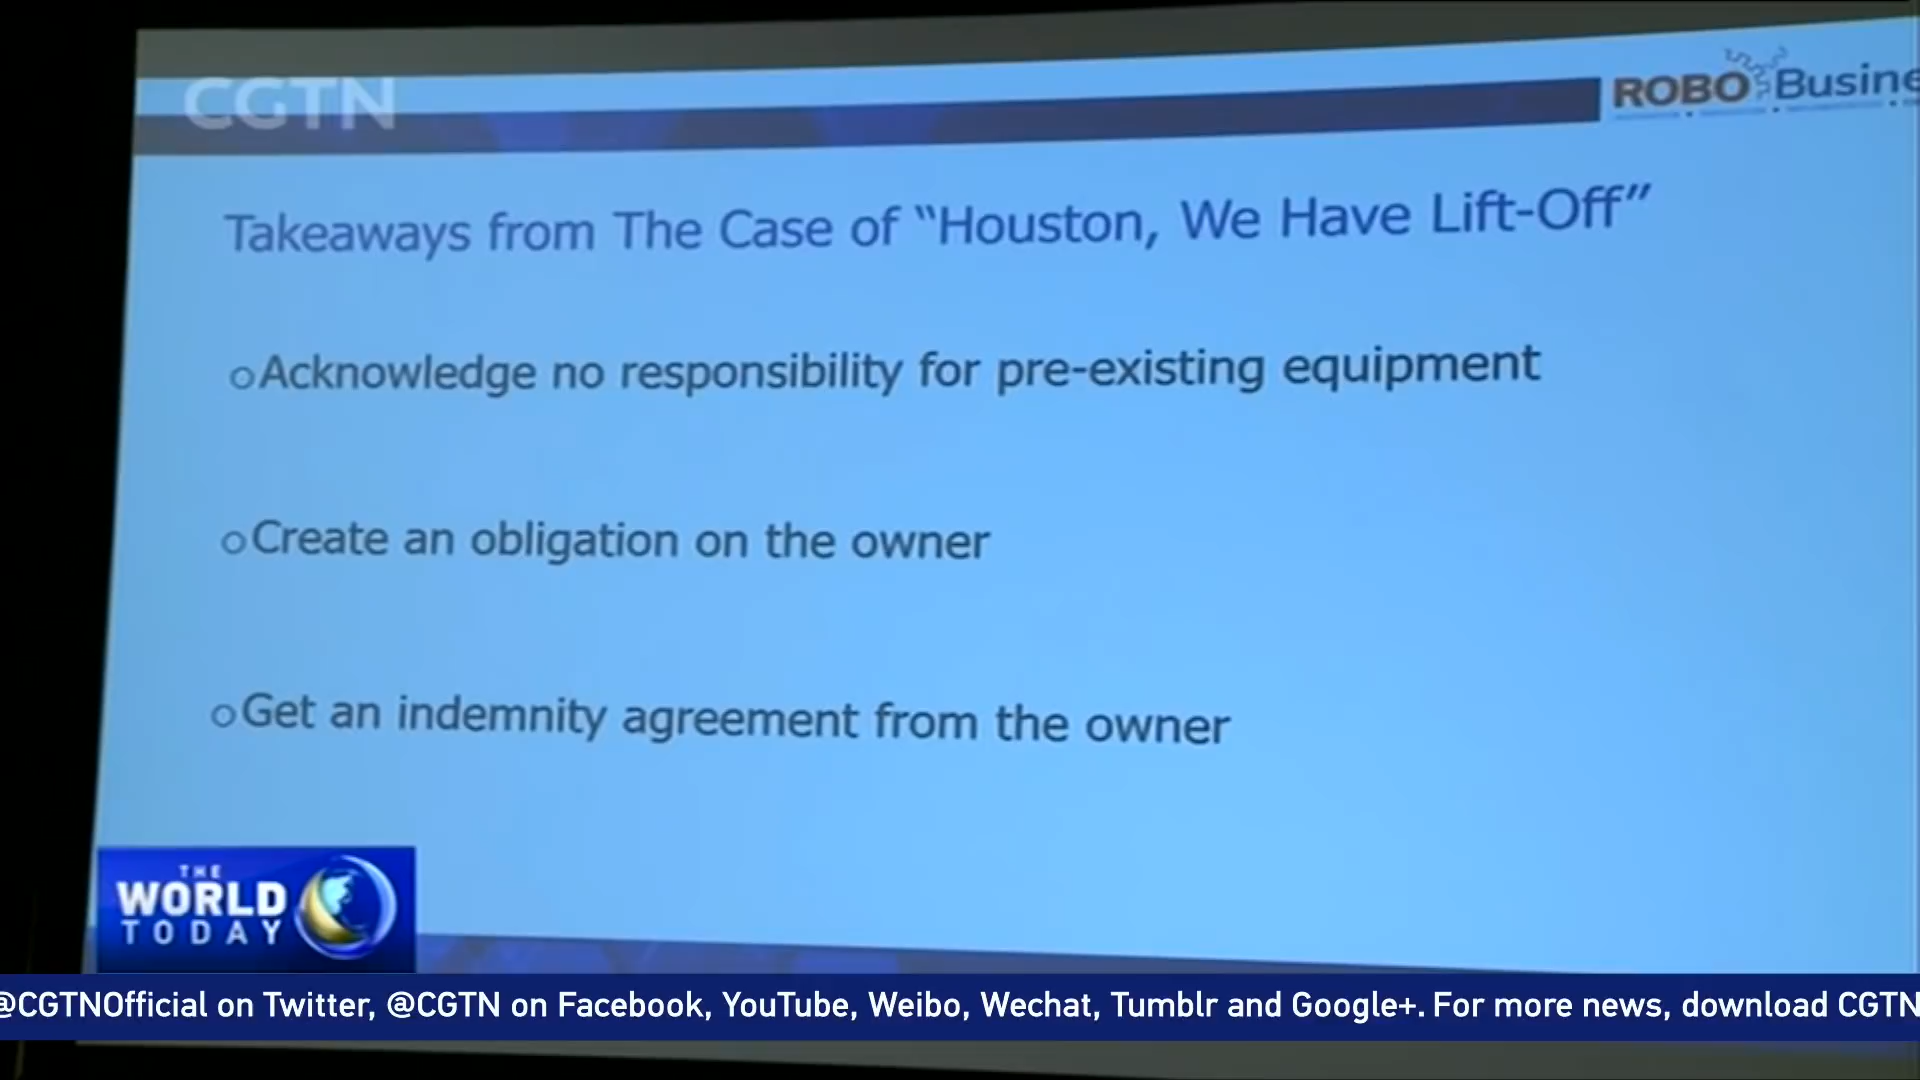 CGTN
ROBO Busine
Takeaways from The Case of “Houston, We Have Lift-Off”
Acknowledge no responsibility for pre-existing equipment
Create an obligation on the owner
Get an indemnity agreement from the owner
THE
WORLD
TODAY
@CGTNOfficial on Twitter, @CGTN on Facebook, YouTube, Weibo, Wechat, Tumblr and Google+. For more news, download CGTN